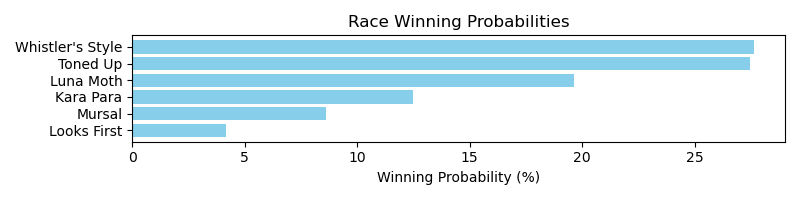 Race Winning Probabilities
Whistler's Style
Toned Up
Luna Moth
Kara Para
Mursal
Looks First
0 5 10 15 20 25
Winning Probability (%)